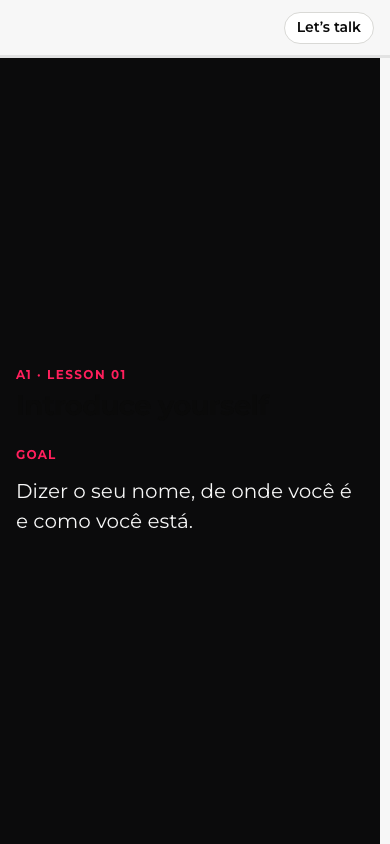 Let's talk
A1 · LESSON 01
GOAL
Dizer o seu nome, de onde você é
e como você está.